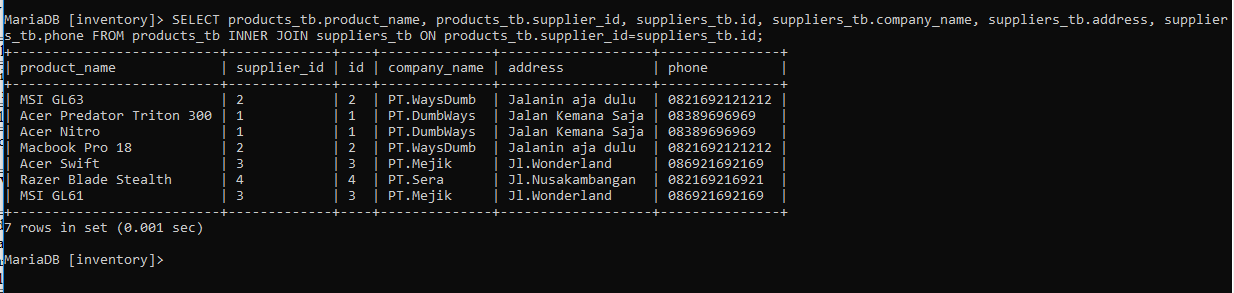 MariaDB [inventory]> SELECT products_tb.product_name, products_tb.supplier_id, suppliers_tb.id, suppliers_tb.company_name, suppliers_tb.address, supplier
s_tb.phone FROM products_tb INNER JOIN suppliers_tb ON products_tb.supplier_id=suppliers_tb.id;
+--------------------------+-------------+----+--------------+-------------------+---------------+
| product_name             | supplier_id | id | company_name | address           | phone         |
+--------------------------+-------------+----+--------------+-------------------+---------------+
| MSI GL63                 | 2           | 2  | PT.WaysDumb  | Jalanin aja dulu  | 0821692121212 |
| Acer Predator Triton 300 | 1           | 1  | PT.DumbWays  | Jalan Kemana Saja | 08389696969   |
| Acer Nitro               | 1           | 1  | PT.DumbWays  | Jalan Kemana Saja | 08389696969   |
| Macbook Pro 18           | 2           | 2  | PT.WaysDumb  | Jalanin aja dulu  | 0821692121212 |
| Acer Swift               | 3           | 3  | PT.Mejik     | Jl.Wonderland     | 086921692169  |
| Razer Blade Stealth      | 4           | 4  | PT.Sera      | Jl.Nusakambangan  | 082169216921  |
| MSI GL61                 | 3           | 3  | PT.Mejik     | Jl.Wonderland     | 086921692169  |
+--------------------------+-------------+----+--------------+-------------------+---------------+
7 rows in set (0.001 sec)
MariaDB [inventory]>